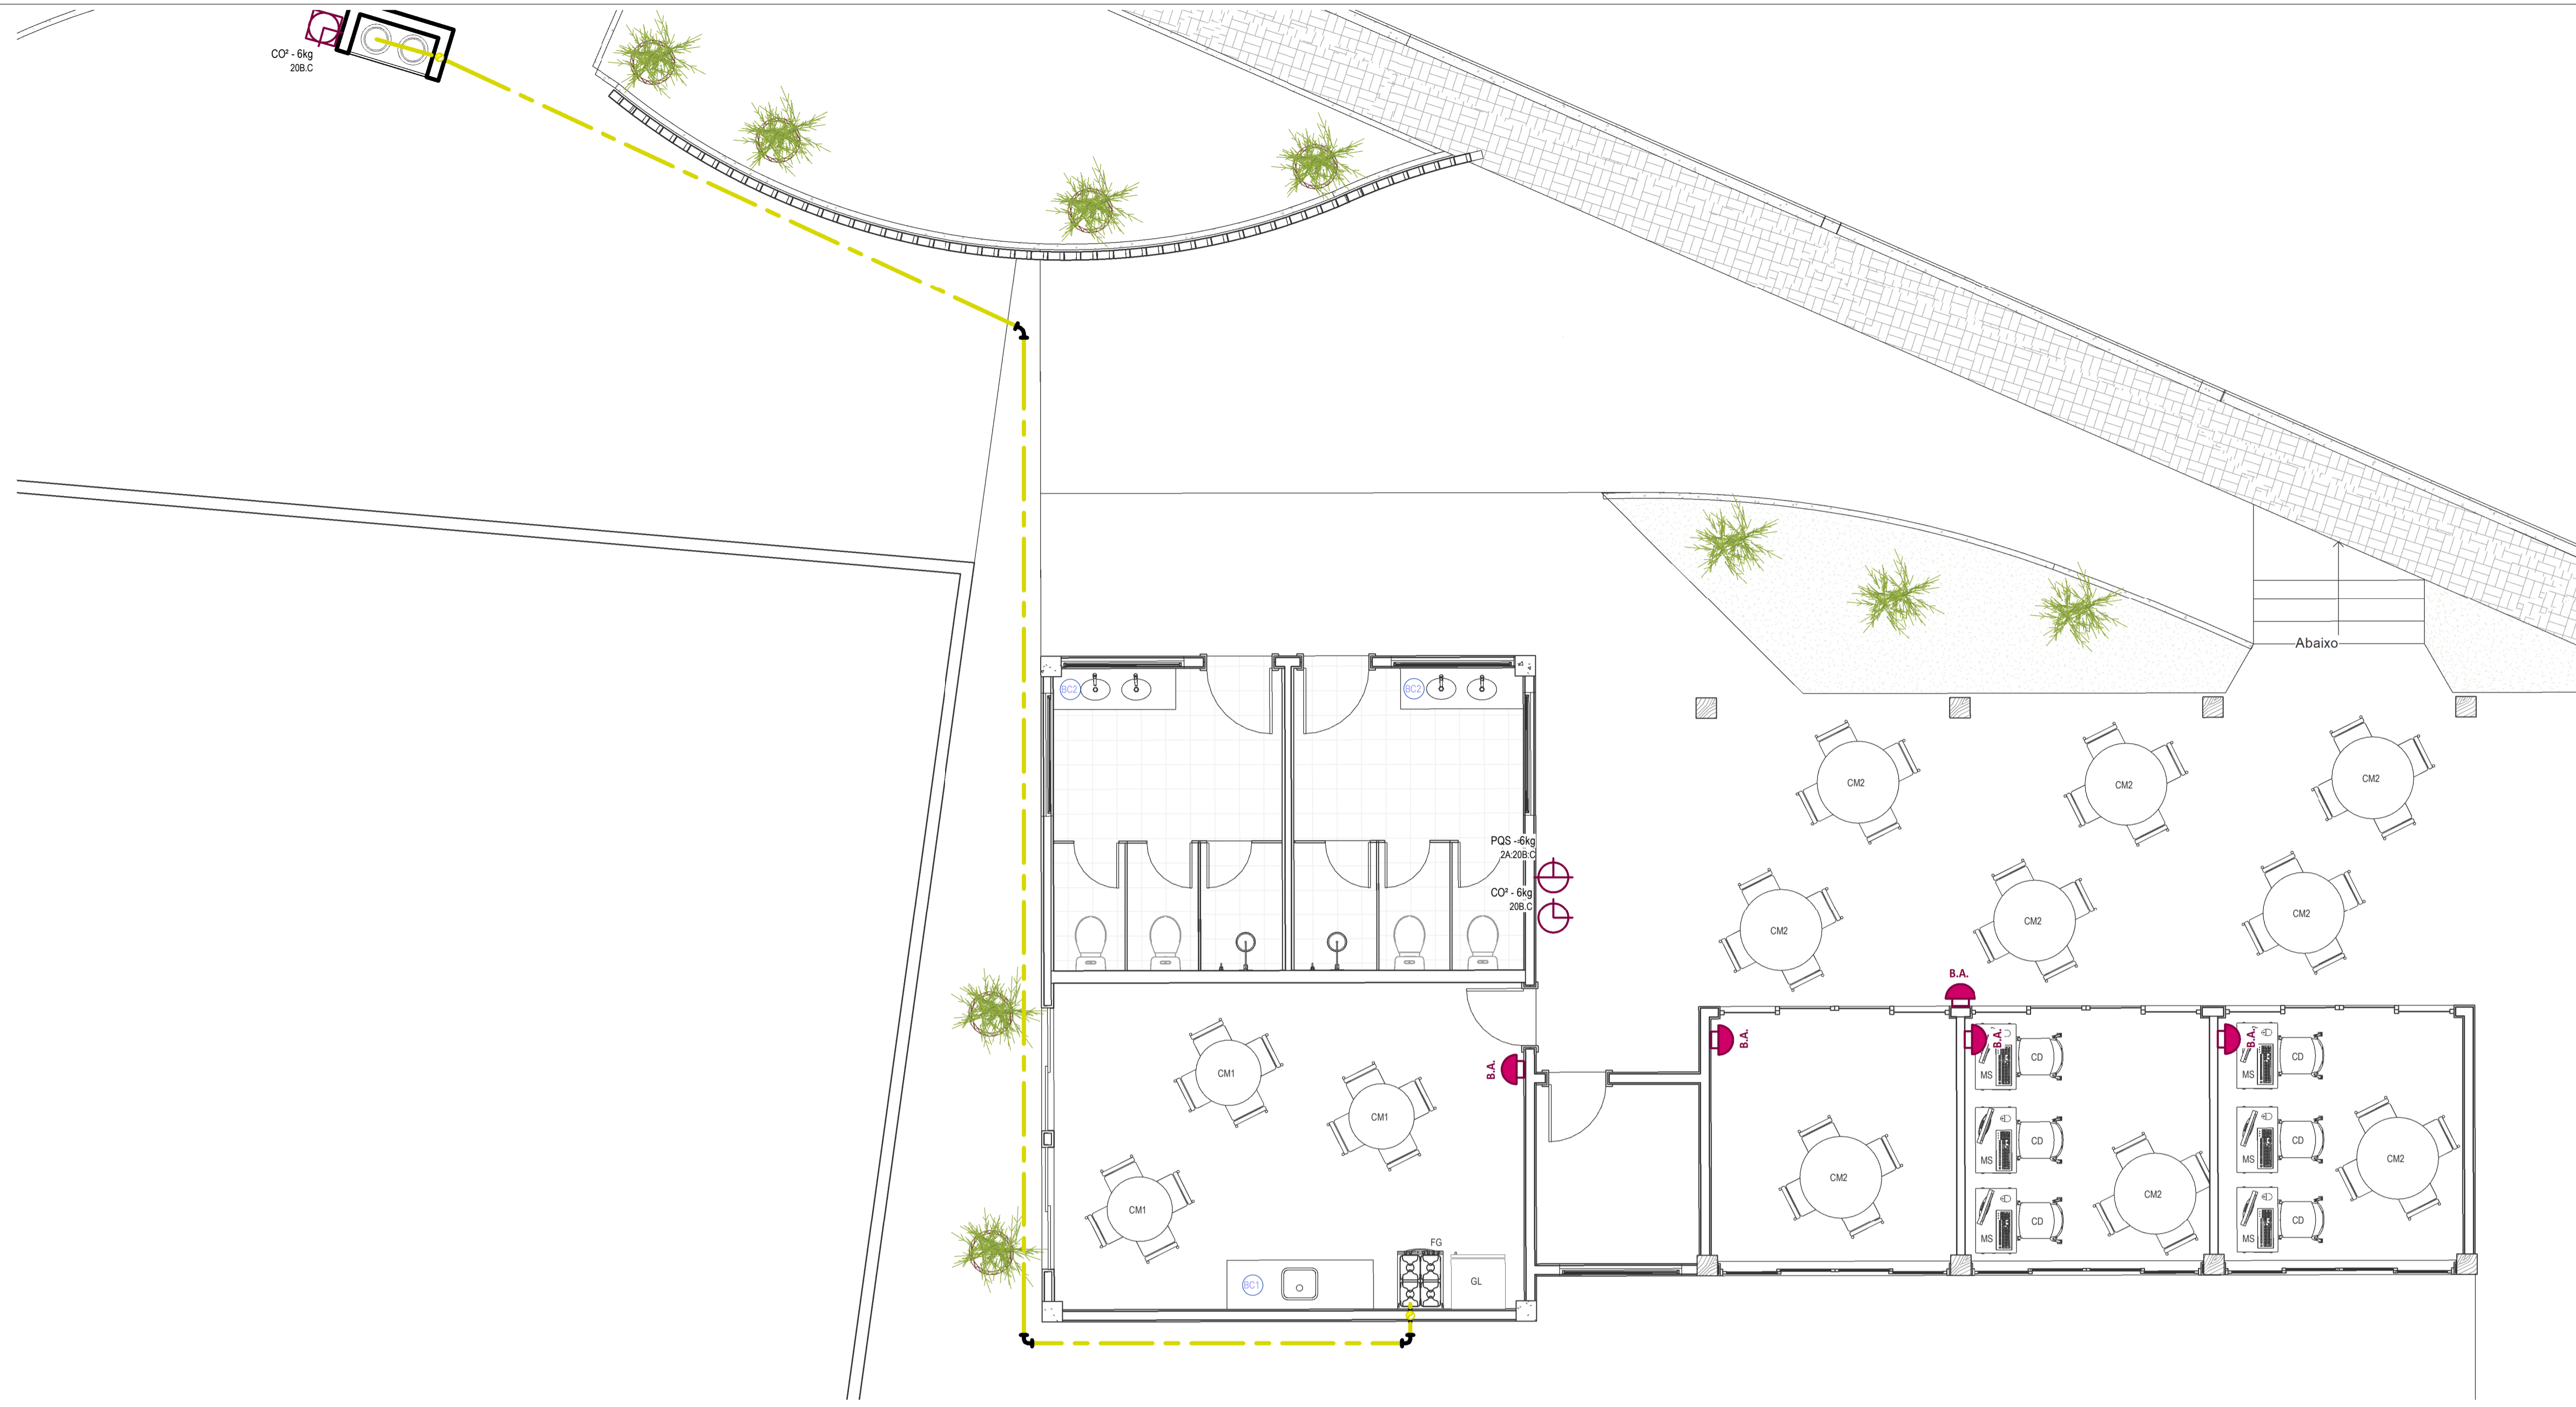 CO² - 6kg
20B.C
Abaixo
BC2
BC2
CM2
CM2
CM2
PQS - 6kg
2A:20B:C
CO² - 6kg
20B.C
CM2
CM2
CM2
B.A.
B.A.
B.A.
B.A.
B.A.
CD
CD
MS
MS
CM1
CM1
CD
CD
MS
MS
CM2
CM2
CM2
CM1
CD
CD
MS
MS
FG
BC1
GL